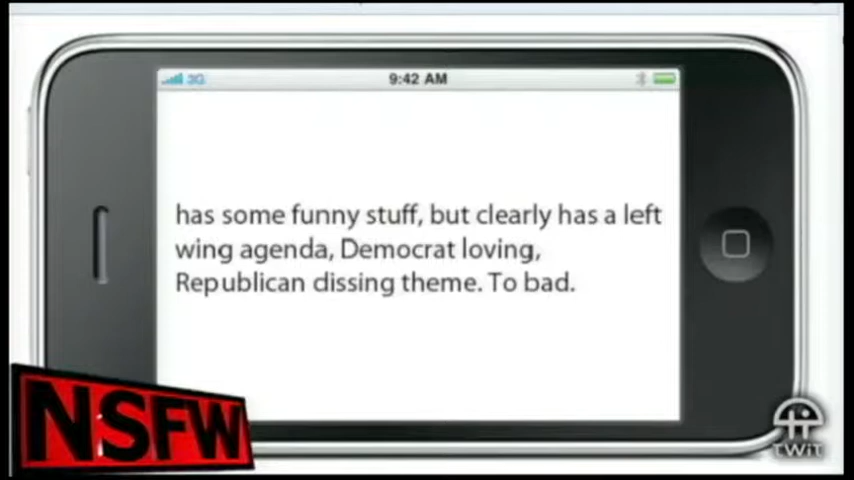 3G 9:42 AM
has some funny stuff, but clearly has a left
wing agenda, Democrat loving,
Republican dissing theme. To bad.
NSFW
TWiT